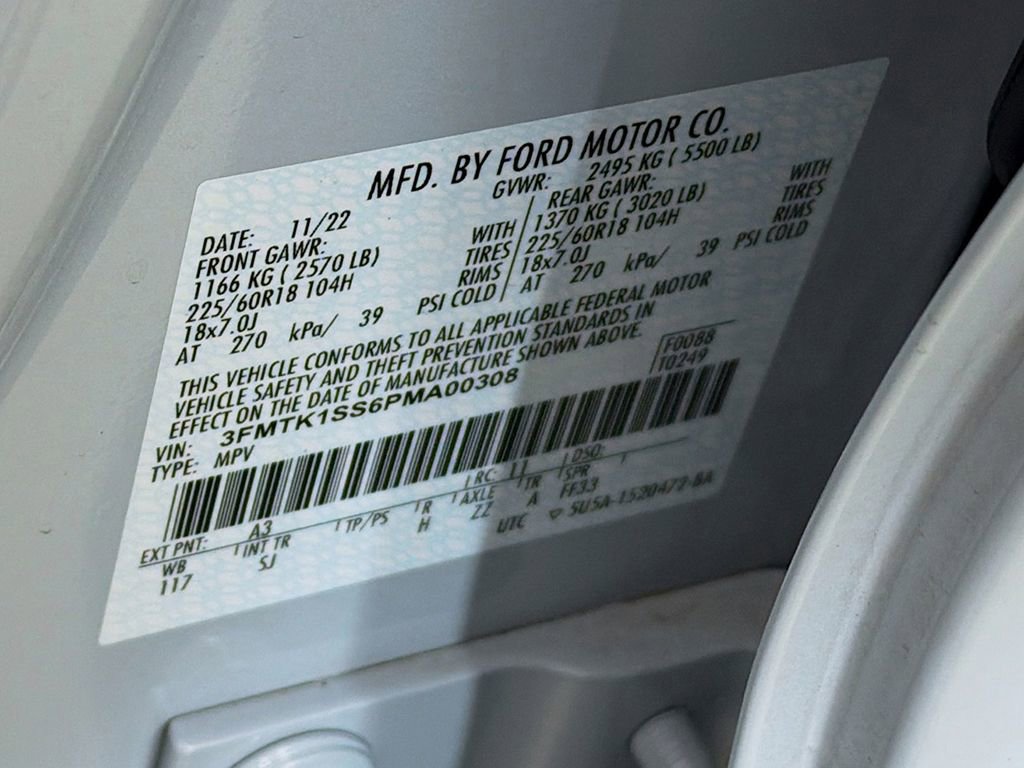 MFD. BY FORD MOTOR CO.
DATE: 11/22 GVWR: 2495 KG ( 5500 LB)
FRONT GAWR: REAR GAWR:
1166 KG ( 2570 LB) WITH 1370 KG ( 3020 LB) WITH
225/60R18 104H TIRES 225/60R18 104H TIRES
18x7.0J RIMS 18x7.0J RIMS
AT 270 kPa/ 39 PSI COLD AT 270 kPa/ 39 PSI COLD
THIS VEHICLE CONFORMS TO ALL APPLICABLE FEDERAL MOTOR
VEHICLE SAFETY AND THEFT PREVENTION STANDARDS IN
EFFECT ON THE DATE OF MANUFACTURE SHOWN ABOVE.
VIN: 3FMTK1SS6PMA00308 F0088
TYPE: MPV T0249
EXT PNT: A3 RC: 11 DSO:
WB INT TR TP/PS R AXLE TR SPR
117 SJ H ZZ A FF33
UTC ▽ 5U5A-1520472-BA